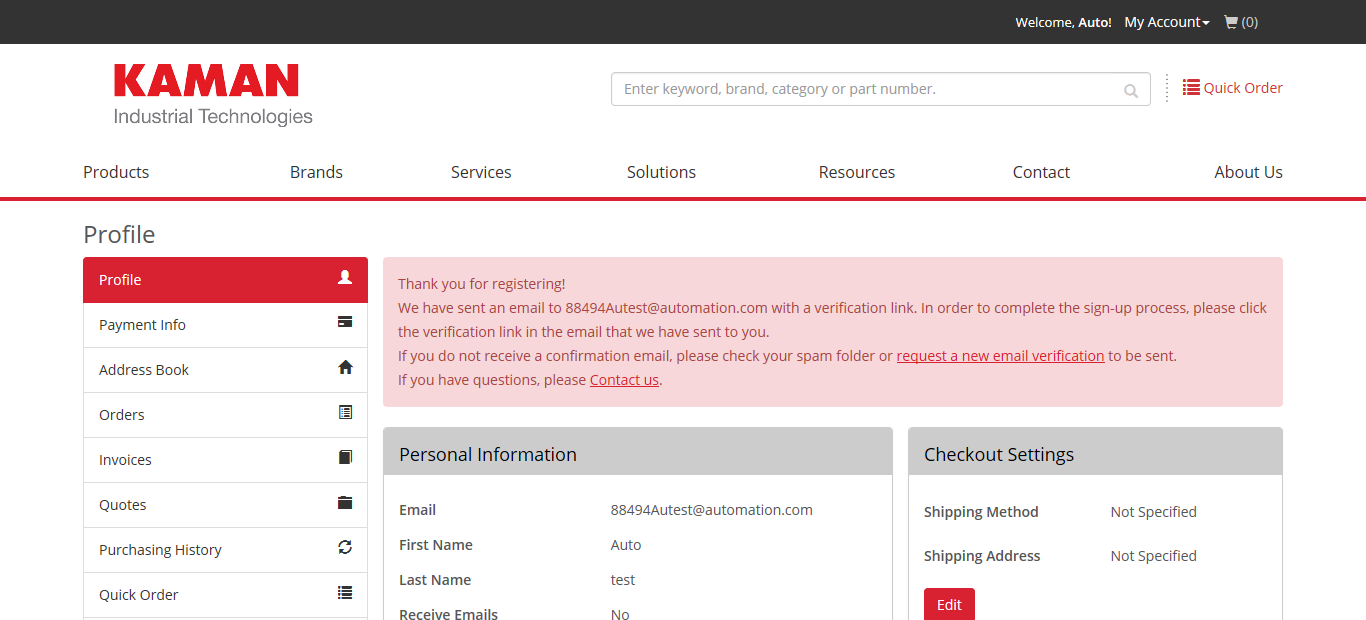 Welcome, Auto! My Account (0)
KAMAN
Industrial Technologies
Enter keyword, brand, category or part number.
Quick Order
Products Brands Services Solutions Resources Contact About Us
Profile
Profile
Payment Info
Address Book
Orders
Invoices
Quotes
Purchasing History
Quick Order
Thank you for registering!
We have sent an email to 88494Autest@automation.com with a verification link. In order to complete the sign-up process, please click
the verification link in the email that we have sent to you.
If you do not receive a confirmation email, please check your spam folder or request a new email verification to be sent.
If you have questions, please Contact us.
Personal Information
Email 88494Autest@automation.com
First Name Auto
Last Name test
Receive Emails No
Checkout Settings
Shipping Method Not Specified
Shipping Address Not Specified
Edit